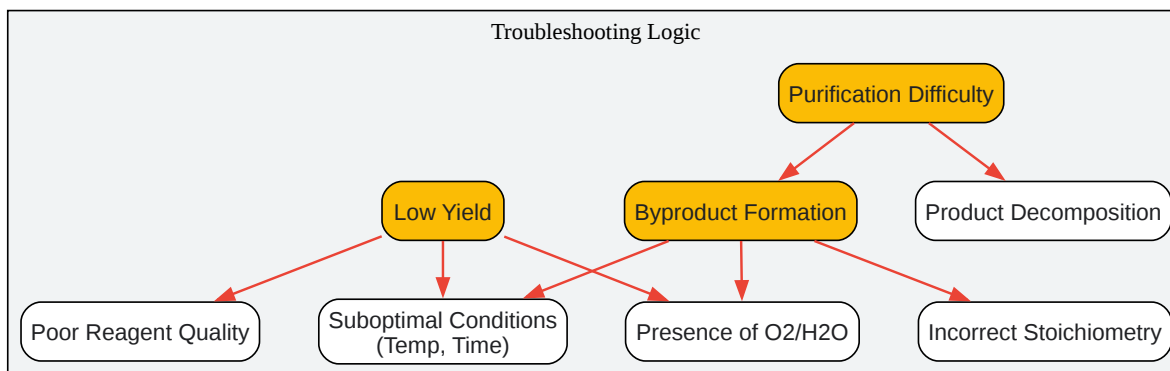 Troubleshooting Logic
Purification Difficulty
Low Yield
Byproduct Formation
Product Decomposition
Poor Reagent Quality
Suboptimal Conditions
(Temp, Time)
Presence of O2/H2O
Incorrect Stoichiometry